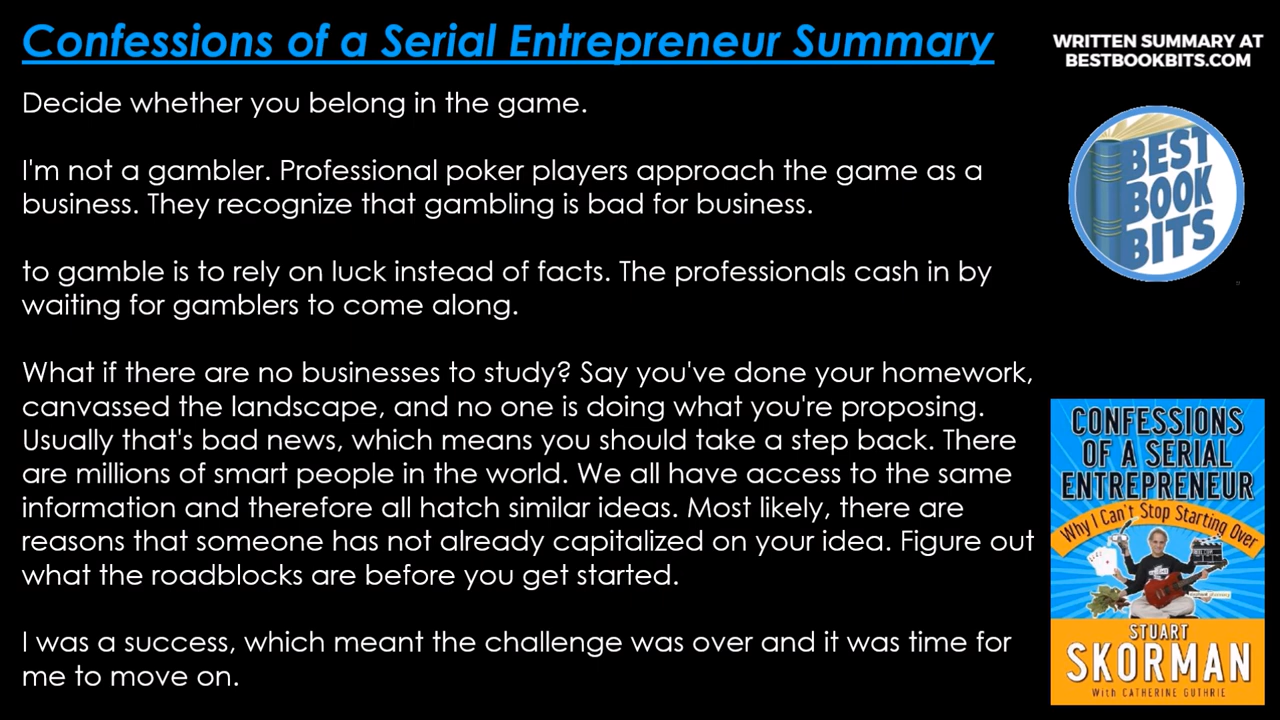 Confessions of a Serial Entrepreneur Summary
WRITTEN SUMMARY AT
BESTBOOKBITS.COM
Decide whether you belong in the game.
I'm not a gambler. Professional poker players approach the game as a
business. They recognize that gambling is bad for business.
to gamble is to rely on luck instead of facts. The professionals cash in by
waiting for gamblers to come along.
What if there are no businesses to study? Say you've done your homework,
canvassed the landscape, and no one is doing what you're proposing.
Usually that's bad news, which means you should take a step back. There
are millions of smart people in the world. We all have access to the same
information and therefore all hatch similar ideas. Most likely, there are
reasons that someone has not already capitalized on your idea. Figure out
what the roadblocks are before you get started.
I was a success, which meant the challenge was over and it was time for
me to move on.
BEST
BOOK
BITS
CONFESSIONS
OF A SERIAL
ENTREPRENEUR
Why I Can't Stop Starting Over
STUART
SKORMAN
With CATHERINE GUTHRIE